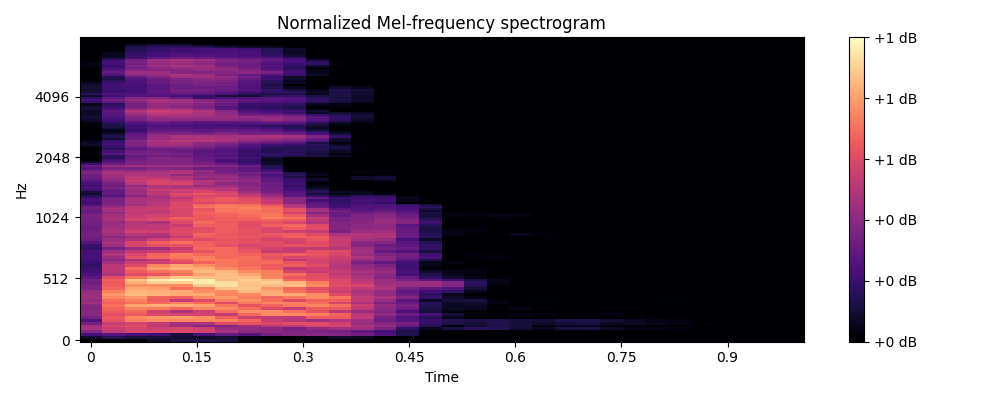 Normalized Mel-frequency spectrogram
Hz
4096
2048
1024
512
0
0 0.15 0.3 0.45 0.6 0.75 0.9
Time
+1 dB
+1 dB
+1 dB
+0 dB
+0 dB
+0 dB